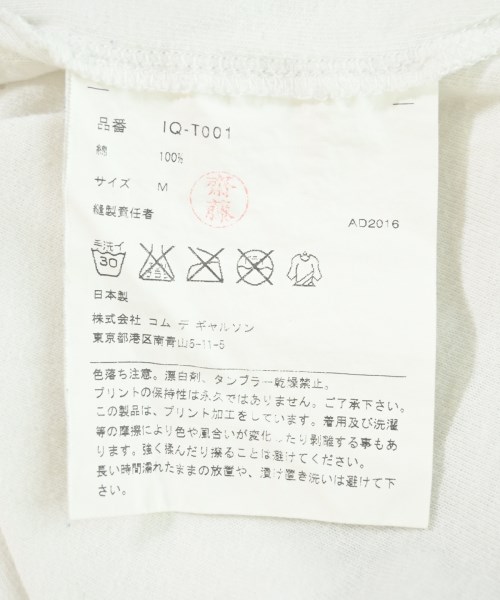 品番 IQ-T001
綿 100%
サイズ M
齋藤
縫製責任者
AD2016
手洗イ
30
日本製
株式会社 コム デ ギャルソン
東京都港区南青山5-11-5
色落ち注意。漂白剤、タンブラー乾燥禁止。
プリントの保持性は永久ではありません。ご了承下さい。
この製品は、プリント加工をしています。着用及び洗濯
等の摩擦により色や風合いが変化したり剥離する事もあ
ります。強く揉んだり擦ることは避けてください。
長い時間濡れたままの放置や、漬け置き洗いは避けて下
さい。